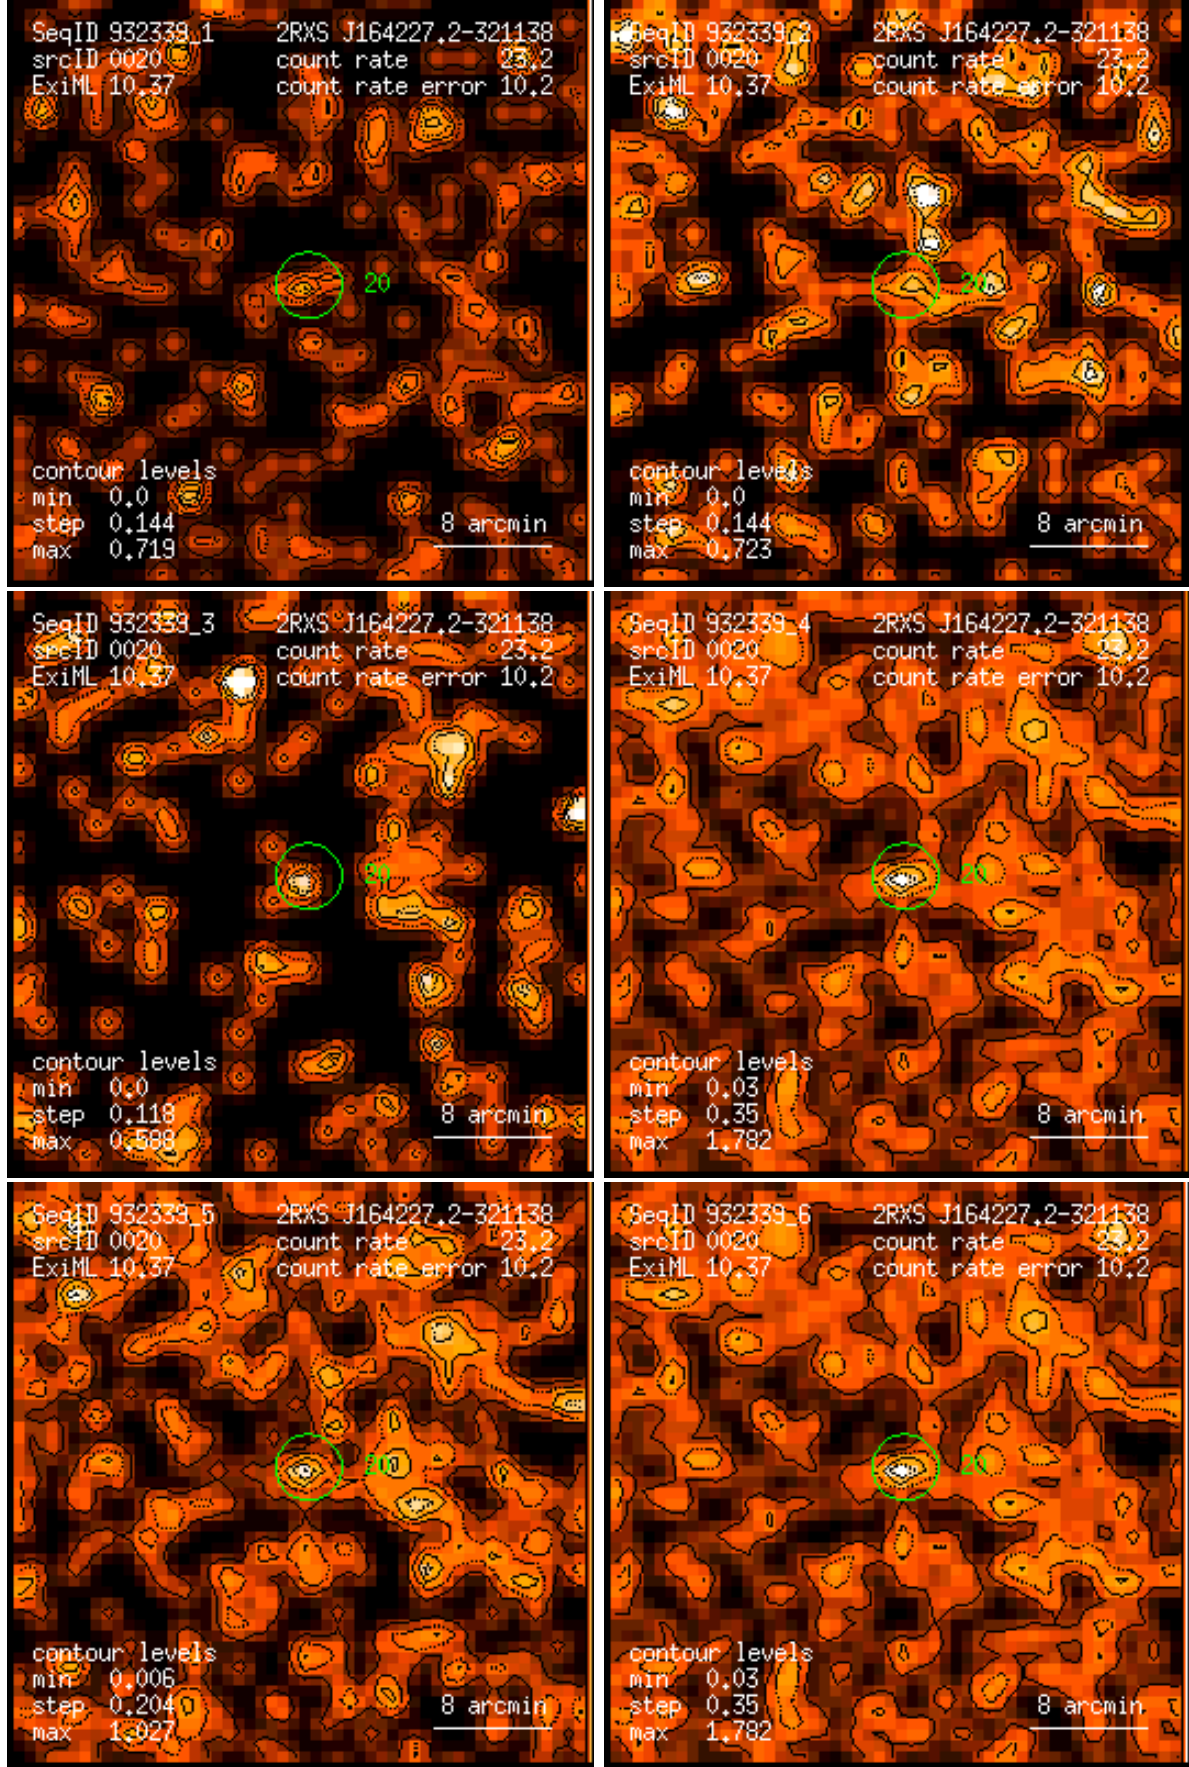 SeqID 932339_1 2RXS J164227.2-321138
srcID 0020 count rate 23.2
ExiML 10.37 count rate error 10.2
20
contour levels
min 0.0
step 0.144
max 0.719
8 arcmin
SeqID 932339_2 2RXS J164227.2-321138
srcID 0020 count rate 23.2
ExiML 10.37 count rate error 10.2
20
contour levels
min 0.0
step 0.144
max 0.723
8 arcmin
SeqID 932339_3 2RXS J164227.2-321138
srcID 0020 count rate 23.2
ExiML 10.37 count rate error 10.2
20
contour levels
min 0.0
step 0.118
max 0.588
8 arcmin
SeqID 932339_4 2RXS J164227.2-321138
srcID 0020 count rate 23.2
ExiML 10.37 count rate error 10.2
20
contour levels
min 0.03
step 0.35
max 1.782
8 arcmin
SeqID 932339_5 2RXS J164227.2-321138
srcID 0020 count rate 23.2
ExiML 10.37 count rate error 10.2
20
contour levels
min 0.006
step 0.204
max 1.027
8 arcmin
SeqID 932339_6 2RXS J164227.2-321138
srcID 0020 count rate 23.2
ExiML 10.37 count rate error 10.2
20
contour levels
min 0.03
step 0.35
max 1.782
8 arcmin